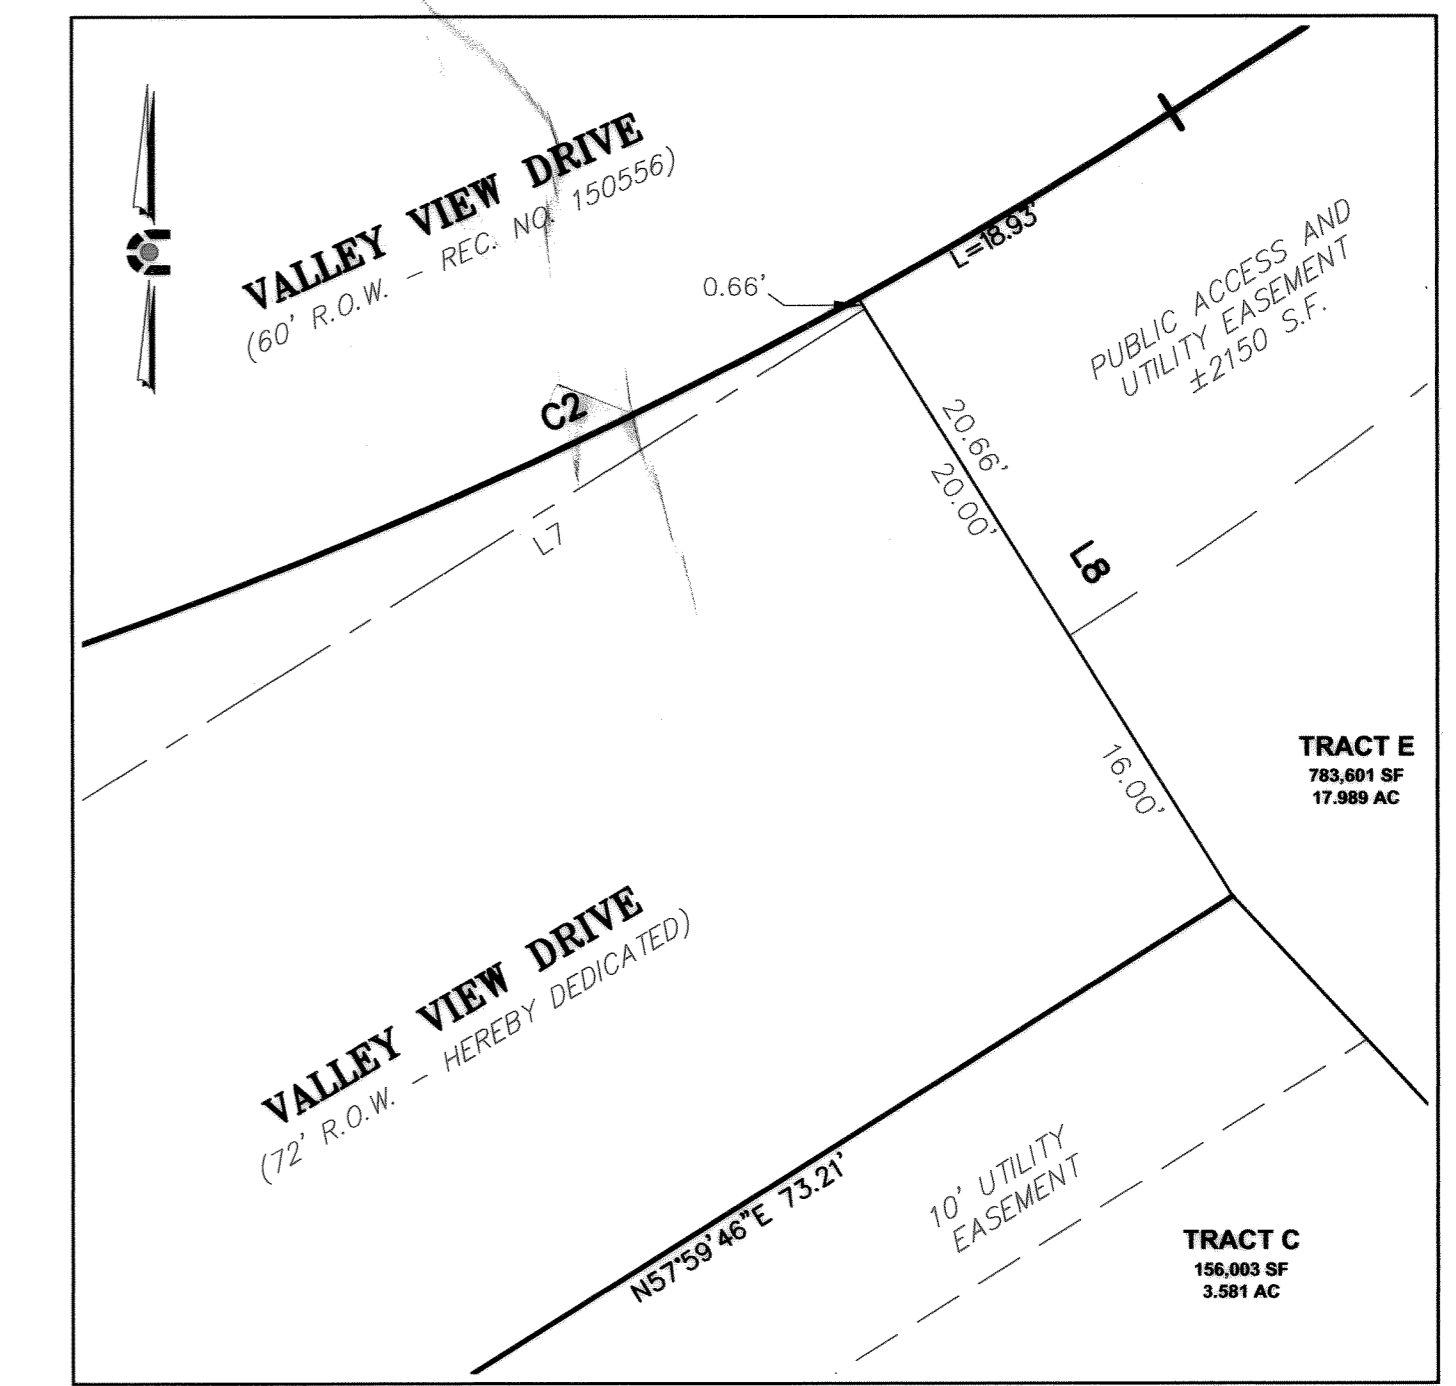 VALLEY VIEW DRIVE
(60' R.O.W. - REC. NO. 150556)
L=18.93'
0.66'
PUBLIC ACCESS AND
UTILITY EASEMENT
±2150 S.F.
C2
L7
20.66'
20.00'
L8
16.00'
TRACT E
783,601 SF
17.989 AC
VALLEY VIEW DRIVE
(72' R.O.W. - HEREBY DEDICATED)
N57°59'46"E 73.21'
10' UTILITY
EASEMENT
TRACT C
156,003 SF
3.581 AC